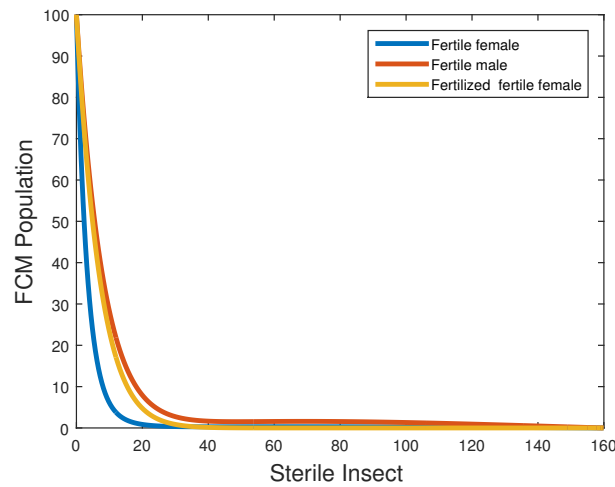 100
90
80
70
60
50
40
30
20
10
0
FCM Population
Fertile female
Fertile male
Fertilized fertile female
0 20 40 60 80 100 120 140 160
Sterile Insect